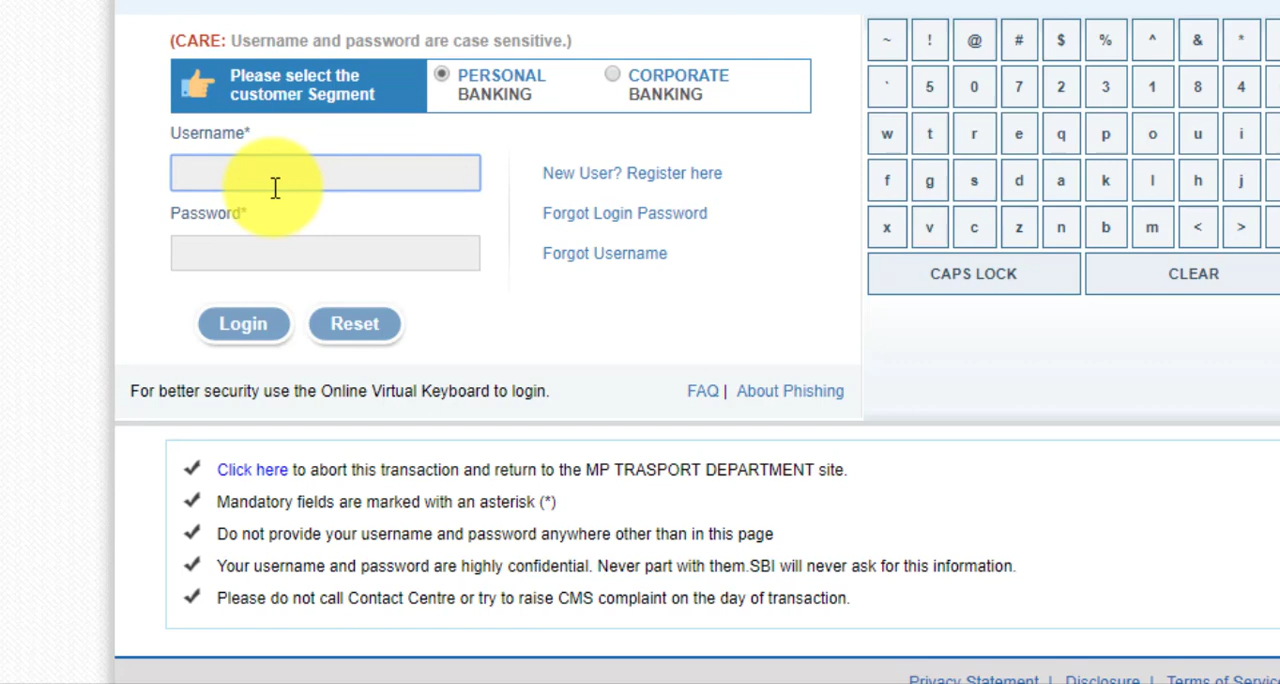 (CARE: Username and password are case sensitive.)
Please select the
customer Segment
PERSONAL
BANKING
CORPORATE
BANKING
Username*
Password*
New User? Register here
Forgot Login Password
Forgot Username
Login Reset
For better security use the Online Virtual Keyboard to login.
FAQ | About Phishing
~ ! @ # $ % ^ & *
` 5 0 7 2 3 1 8 4
w t r e q p o u i
f g s d a k l h j
x v c z n b m < >
CAPS LOCK CLEAR
Click here to abort this transaction and return to the MP TRASPORT DEPARTMENT site.
Mandatory fields are marked with an asterisk (*)
Do not provide your username and password anywhere other than in this page
Your username and password are highly confidential. Never part with them.SBI will never ask for this information.
Please do not call Contact Centre or try to raise CMS complaint on the day of transaction.
Privacy Statement | Disclosure | Terms of Service